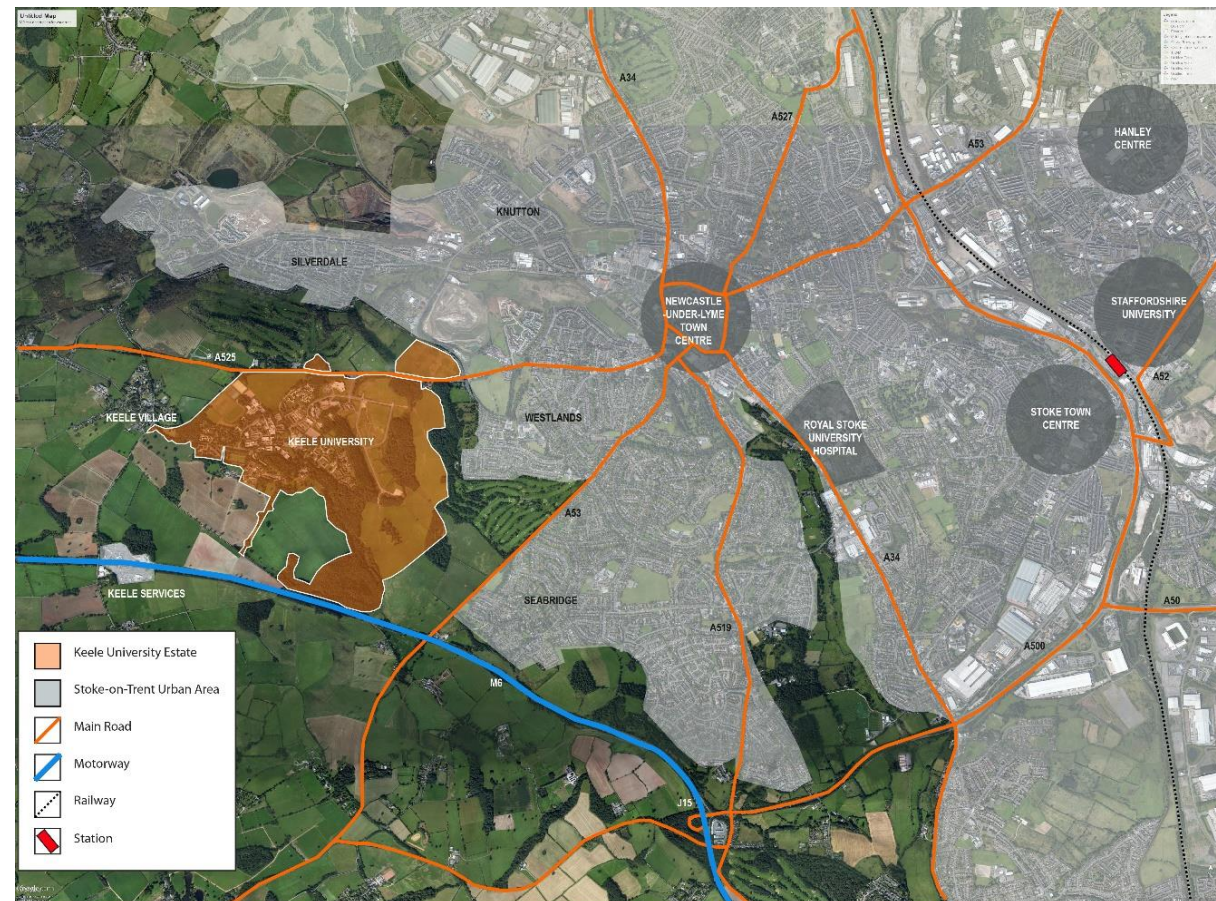 Untitled Map
Legend
A34
A527
A53
HANLEY
CENTRE
KNUTTON
SILVERDALE
NEWCASTLE
-UNDER-LYME
TOWN
CENTRE
STAFFORDSHIRE
UNIVERSITY
A525
A52
KEELE VILLAGE
KEELE UNIVERSITY
WESTLANDS
ROYAL STOKE
UNIVERSITY
HOSPITAL
STOKE TOWN
CENTRE
A53
A34
KEELE SERVICES
SEABRIDGE
A50
A519
A500
M6
J15
Keele University Estate
Stoke-on-Trent Urban Area
Main Road
Motorway
Railway
Station